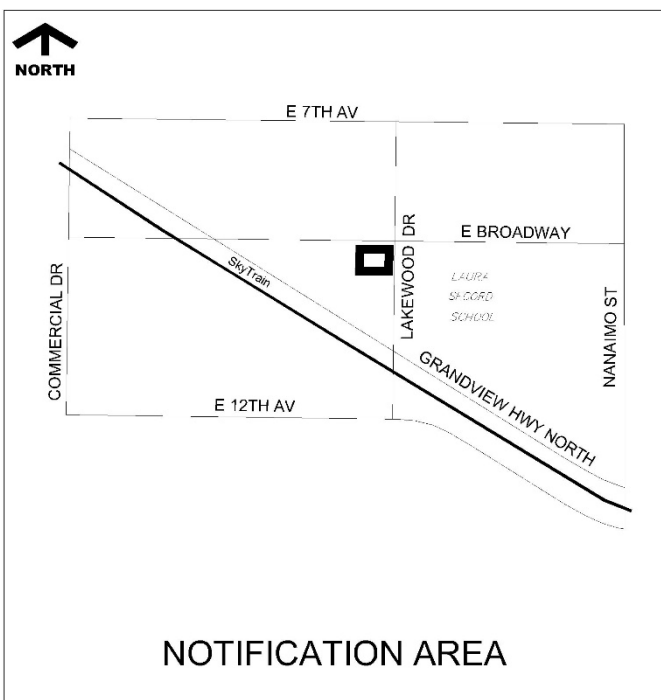 NORTH
E 7TH AV
E BROADWAY
LAKEWOOD DR
SkyTrain
LAURA
SECORD
SCHOOL
COMMERCIAL DR
NANAIMO ST
GRANDVIEW HWY NORTH
E 12TH AV
NOTIFICATION AREA